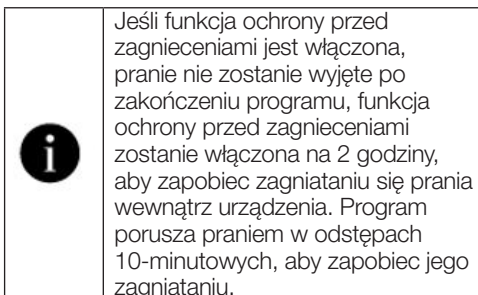 Jeśli funkcja ochrony przed
zagnieceniami jest włączona,
pranie nie zostanie wyjęte po
zakończeniu programu, funkcja
ochrony przed zagnieceniami
zostanie włączona na 2 godziny,
aby zapobiec zagniataniu się prania
wewnątrz urządzenia. Program
porusza praniem w odstępach
10-minutowych, aby zapobiec jego
zagniataniu.